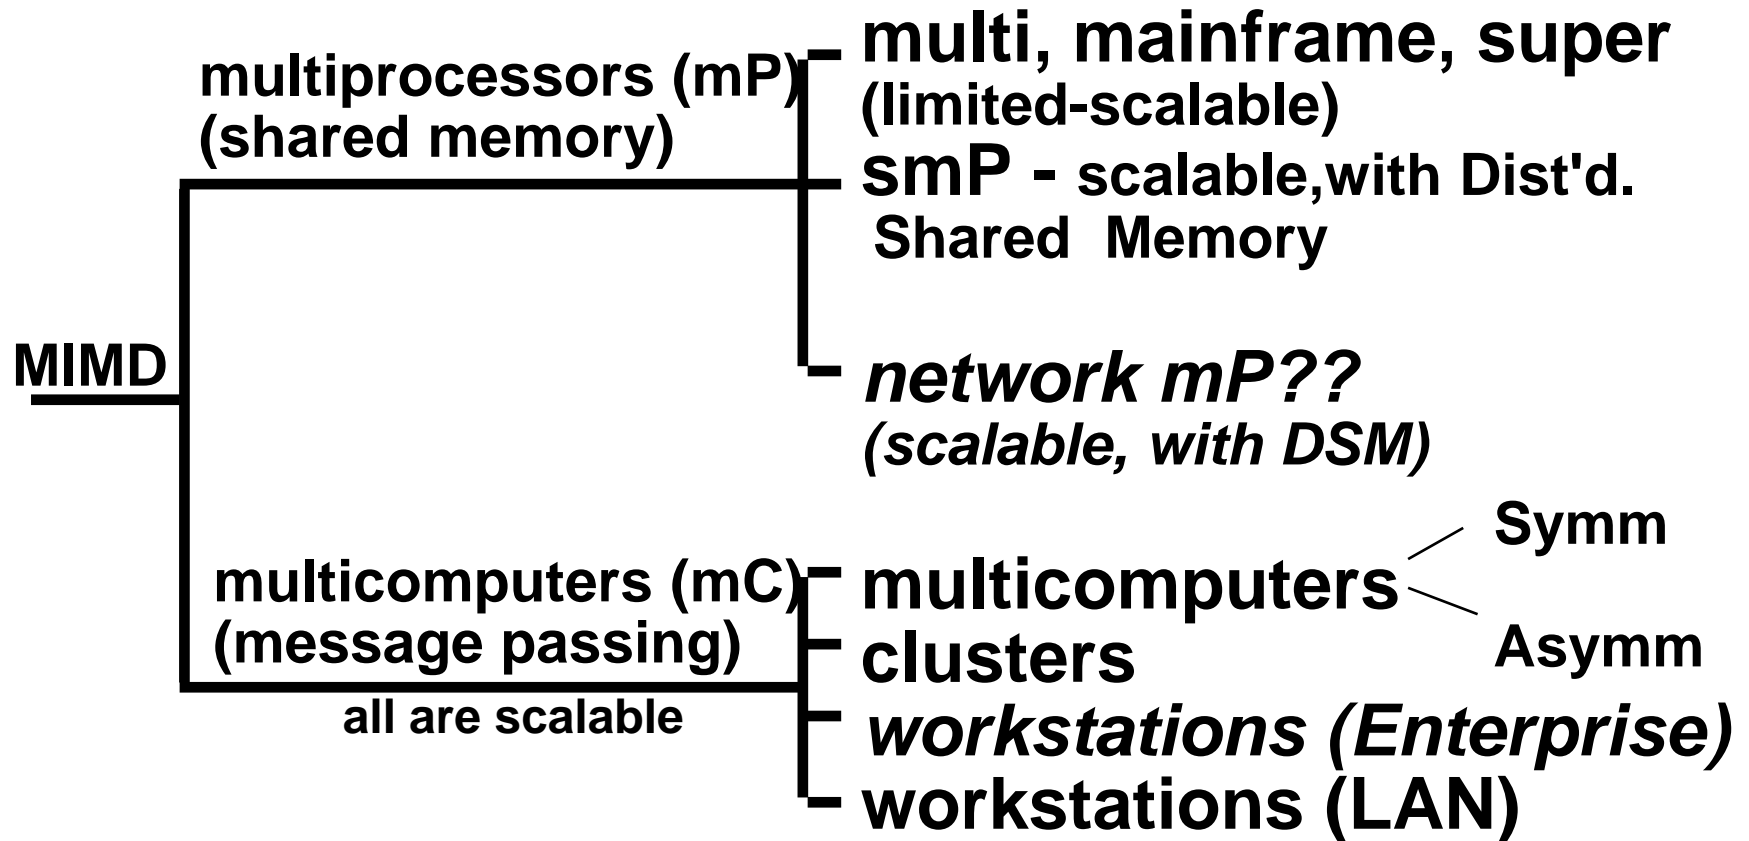 MIMD
multiprocessors (mP)
(shared memory)
multi, mainframe, super
(limited-scalable)
smP - scalable,with Dist'd.
Shared Memory
network mP??
(scalable, with DSM)
multicomputers (mC)
(message passing)
all are scalable
multicomputers
Symm
Asymm
clusters
workstations (Enterprise)
workstations (LAN)